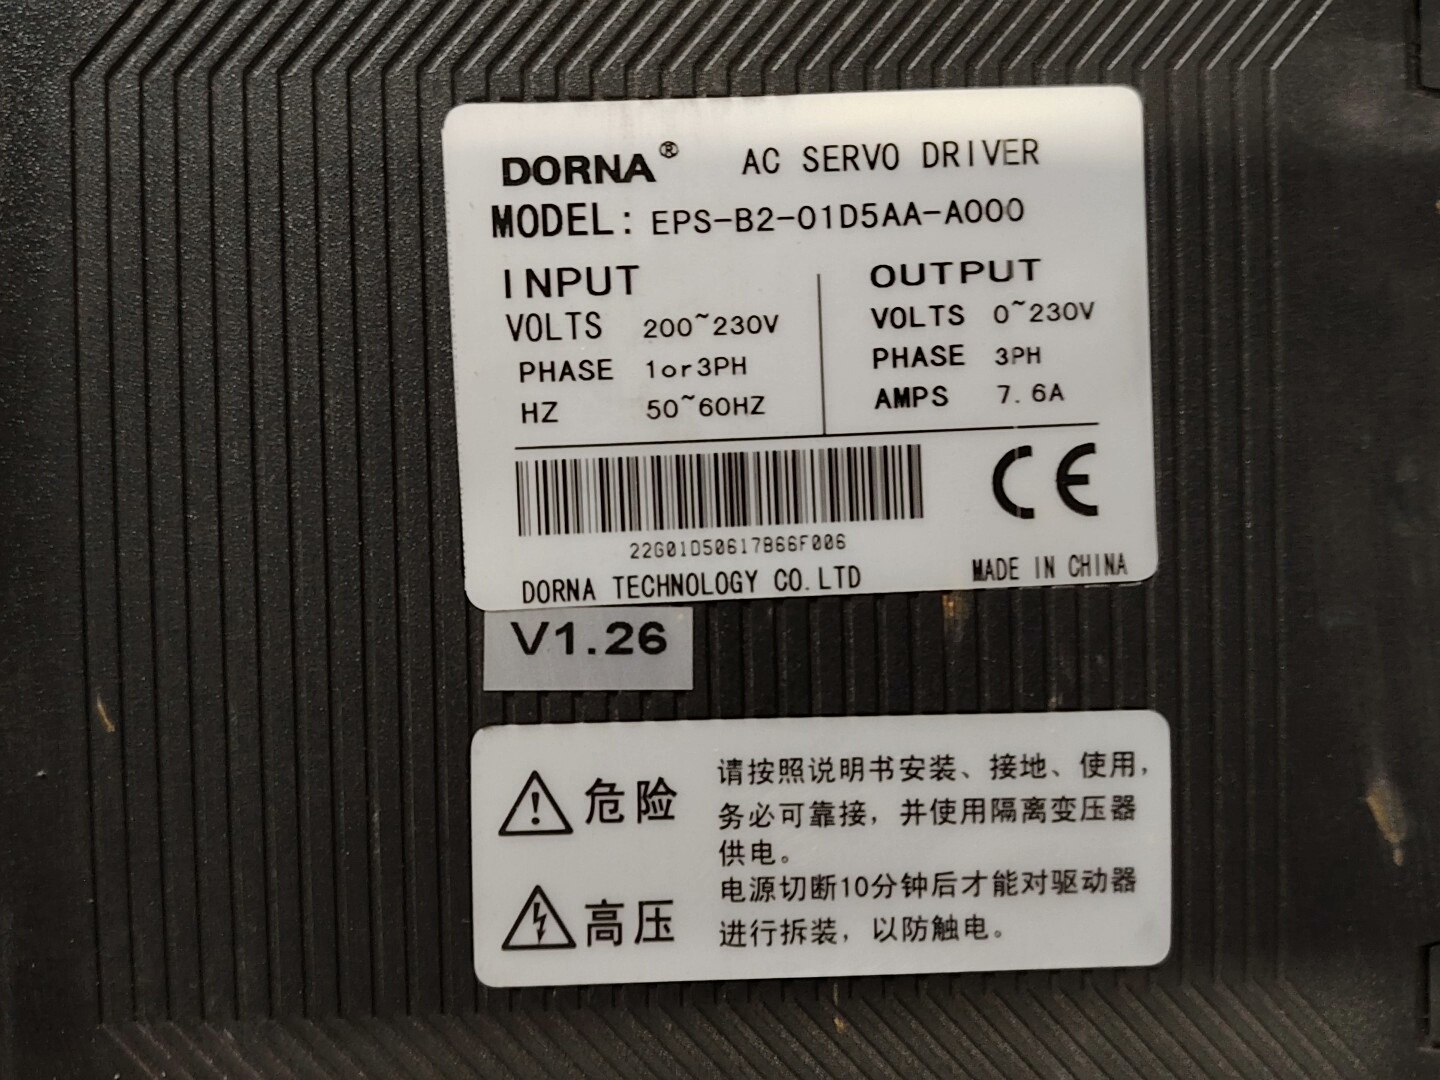 DORNA® AC SERVO DRIVER
MODEL: EPS-B2-01D5AA-A000
INPUT
VOLTS 200~230V
PHASE 1or3PH
HZ 50~60HZ
OUTPUT
VOLTS 0~230V
PHASE 3PH
AMPS 7.6A
CE
22G01D50617B66F006
DORNA TECHNOLOGY CO.LTD
MADE IN CHINA
V1.26
危险
请按照说明书安装、接地、使用，
务必可靠接，并使用隔离变压器
供电。
高压
电源切断10分钟后才能对驱动器
进行拆装，以防触电。